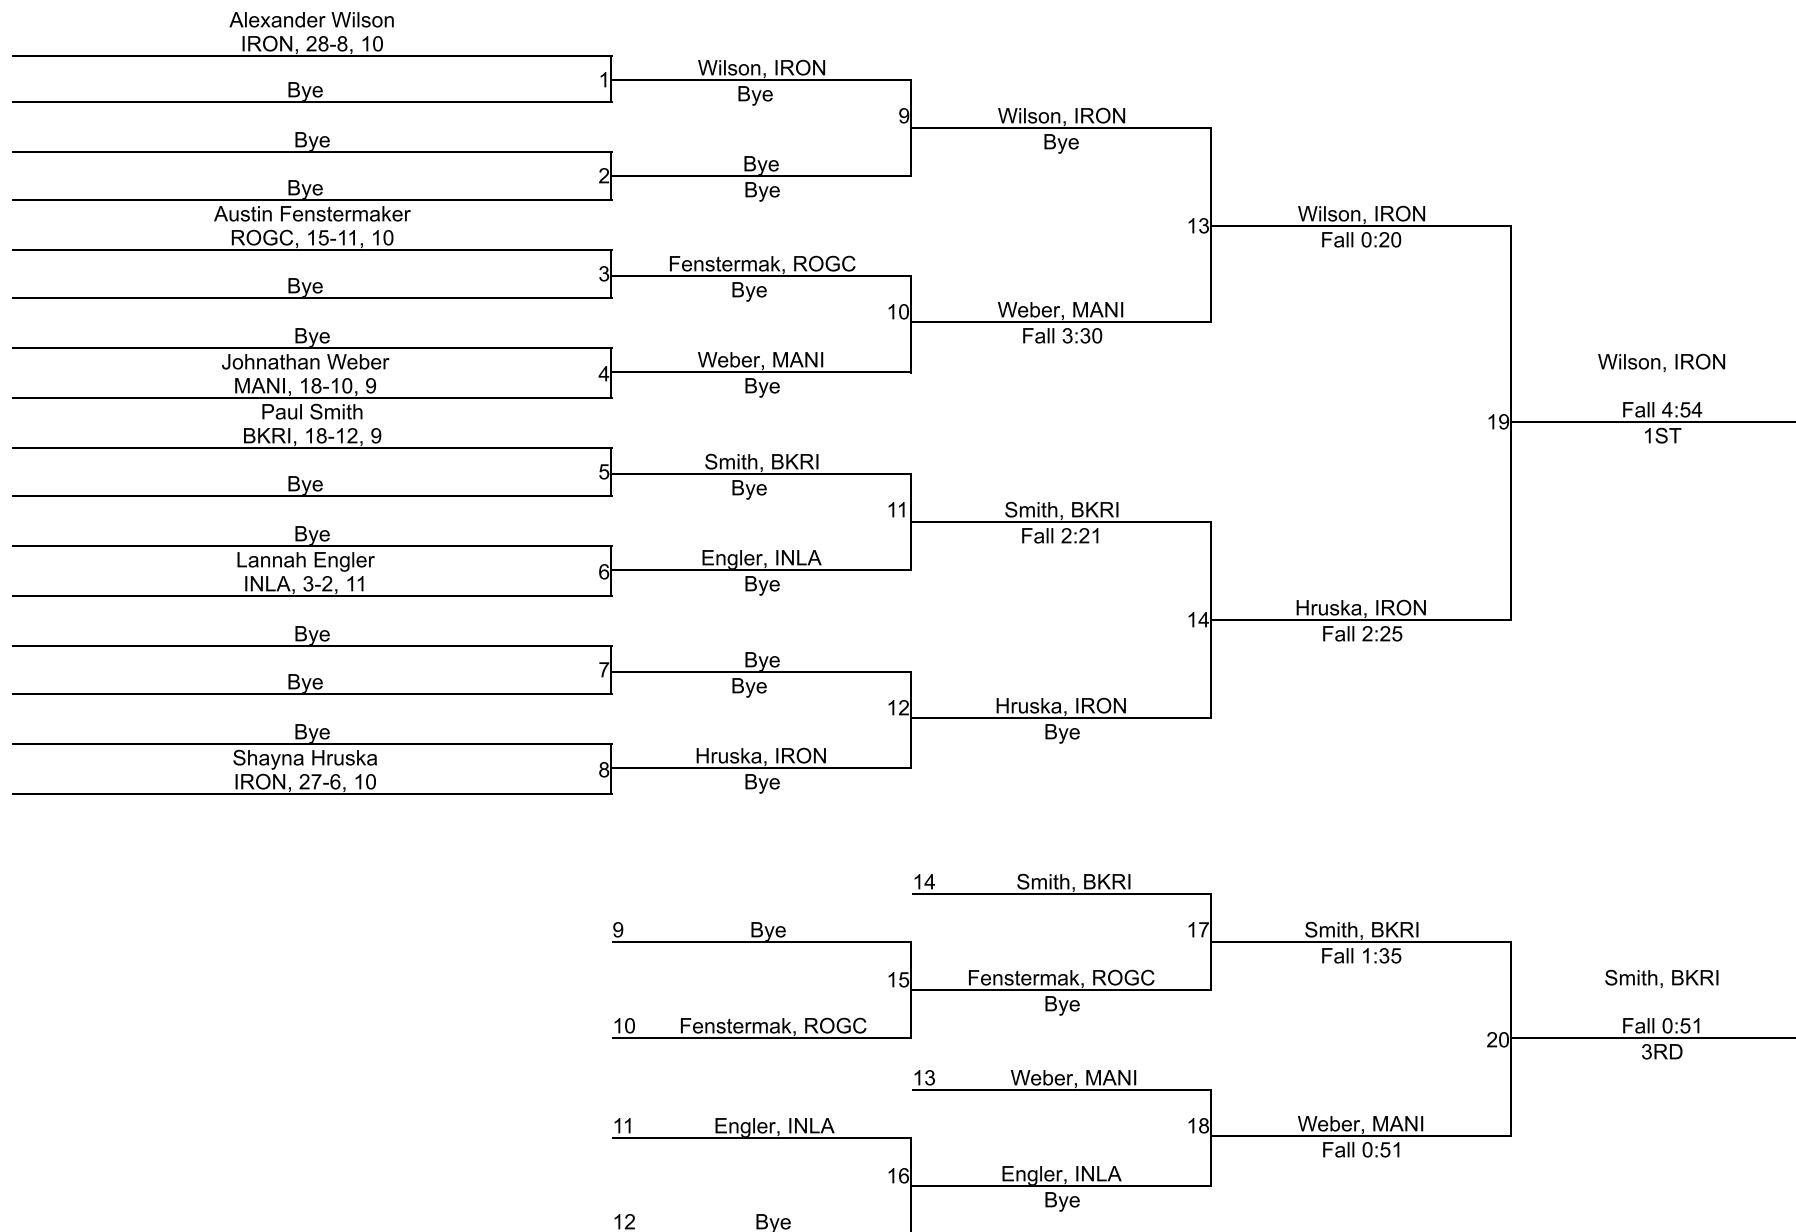 Alexander Wilson
IRON, 28-8, 10
1
Wilson, IRON
Bye
Bye
9
Wilson, IRON
Bye
Bye
2
Bye
Bye
Bye
Austin Fenstermaker
ROGC, 15-11, 10
13
Wilson, IRON
Fall 0:20
3
Fenstermak, ROGC
Bye
Bye
10
Weber, MANI
Fall 3:30
Bye
Johnathan Weber
MANI, 18-10, 9
4
Weber, MANI
Bye
Paul Smith
BKRI, 18-12, 9
19
Wilson, IRON
Fall 4:54
1ST
5
Smith, BKRI
Bye
Bye
11
Smith, BKRI
Fall 2:21
Bye
Lannah Engler
INLA, 3-2, 11
6
Engler, INLA
Bye
14
Hruska, IRON
Fall 2:25
Bye
7
Bye
Bye
Bye
12
Hruska, IRON
Bye
Bye
Shayna Hruska
IRON, 27-6, 10
8
Hruska, IRON
Bye
14 Smith, BKRI
9 Bye
17
Smith, BKRI
Fall 1:35
15
Fenstermak, ROGC
Bye
10 Fenstermak, ROGC
20
Smith, BKRI
Fall 0:51
3RD
13 Weber, MANI
11 Engler, INLA
18
Weber, MANI
Fall 0:51
16
Engler, INLA
Bye
12 Bye